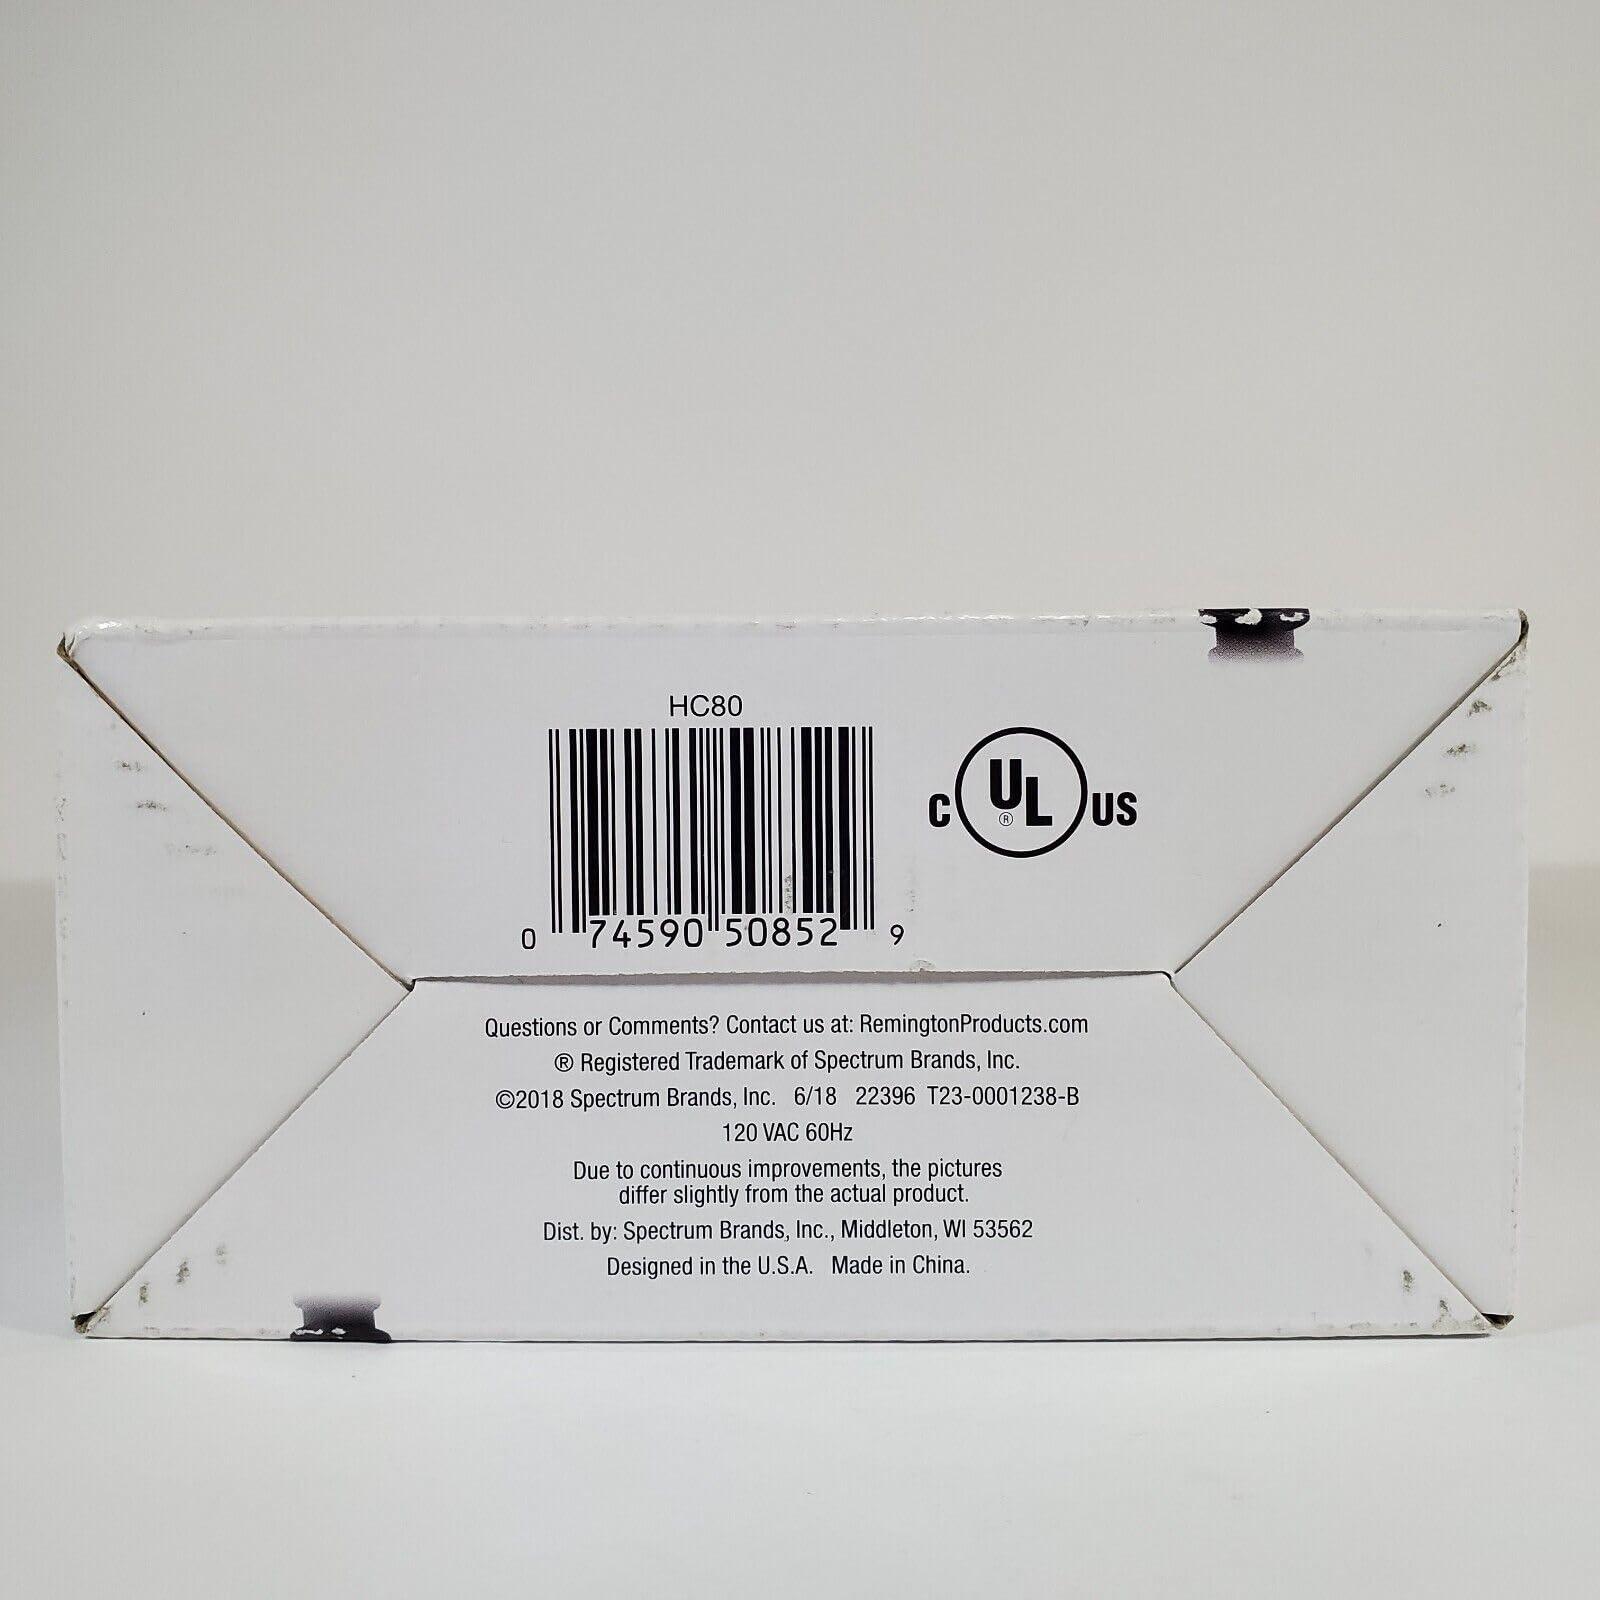 HC80
0 74590 50852 9
C UL ® US
Questions or Comments? Contact us at: RemingtonProducts.com
® Registered Trademark of Spectrum Brands, Inc.
©2018 Spectrum Brands, Inc. 6/18 22396 T23-0001238-B
120 VAC 60Hz
Due to continuous improvements, the pictures
differ slightly from the actual product.
Dist. by: Spectrum Brands, Inc., Middleton, WI 53562
Designed in the U.S.A. Made in China.